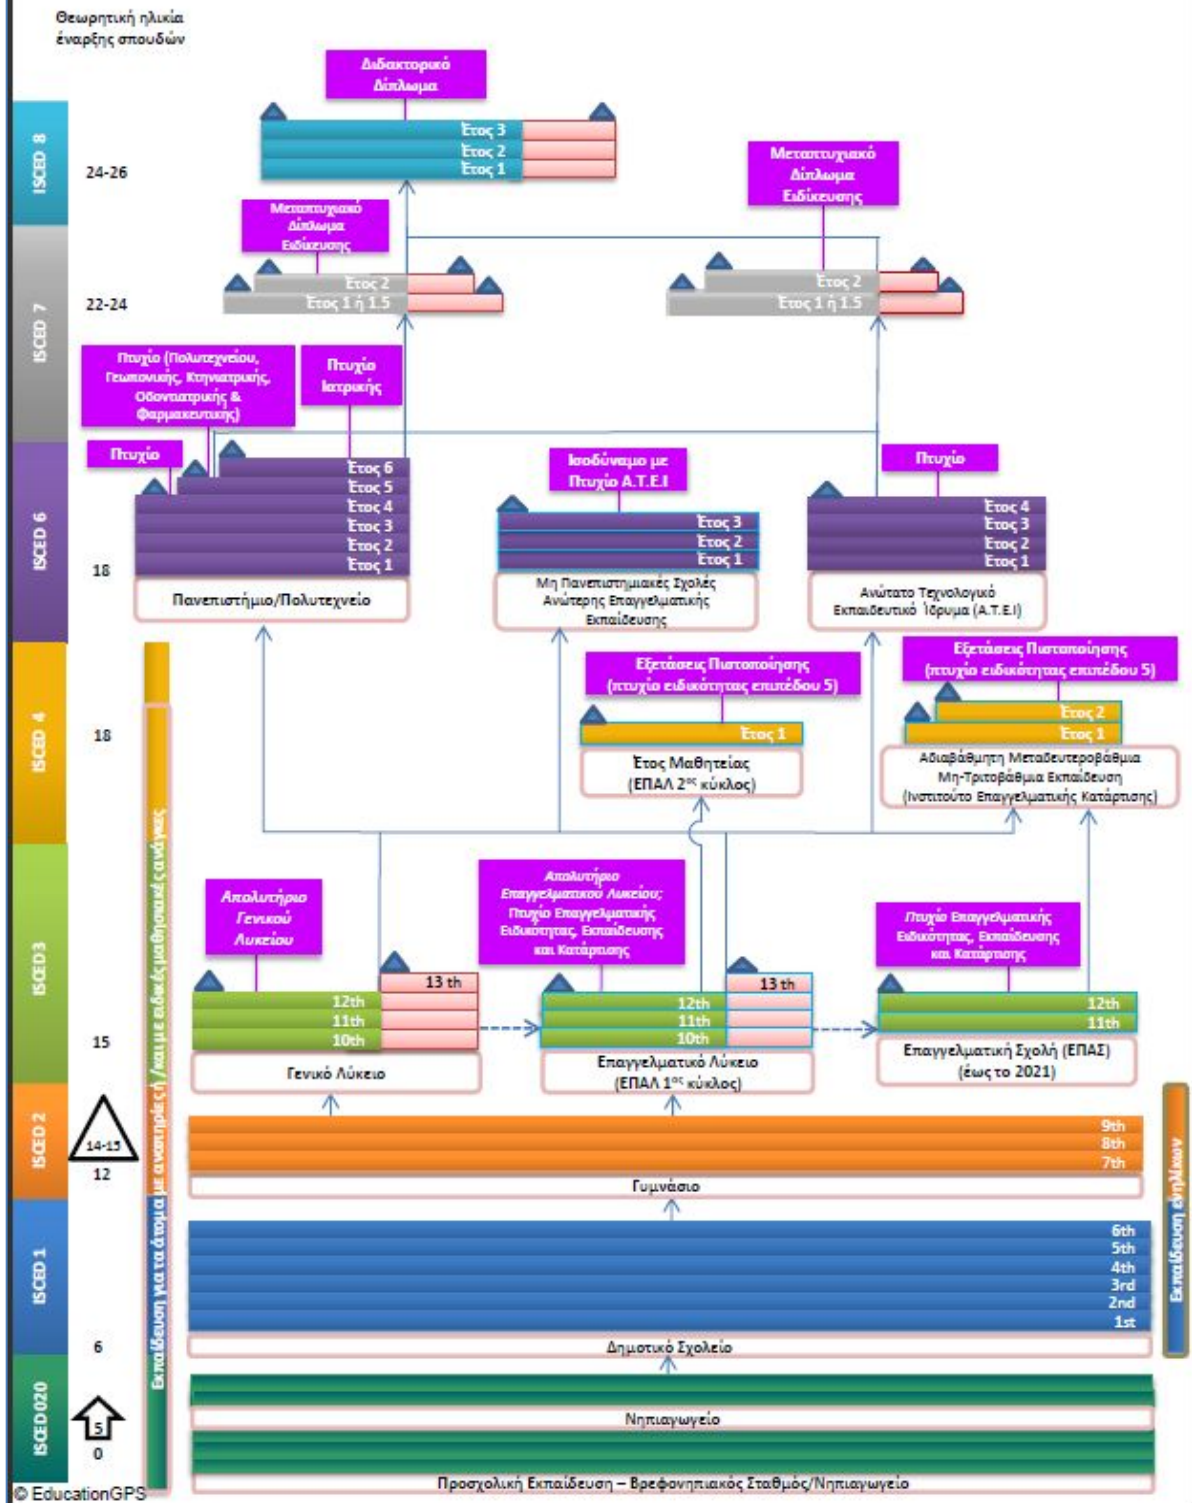 Θεωρητική ηλικία
έναρξης σπουδών
Διδακτορικό
Δίπλωμα
ISCED 8
24-26
Έτος 3
Έτος 2
Έτος 1
Μεταπτυχιακό
Δίπλωμα
Ειδίκευσης
Μεταπτυχιακό
Δίπλωμα
Ειδίκευσης
ISCED 7
22-24
Έτος 2
Έτος 1 ή 1.5
Έτος 2
Έτος 1 ή 1.5
Πτυχίο (Πολυτεχνείου,
Γεωπονικής, Κτηνιατρικής,
Οδοντιατρικής &
Φαρμακευτικής)
Πτυχίο
Ιατρικής
Πτυχίο
Ισοδύναμο με
Πτυχίο Α.Τ.Ε.Ι
Πτυχίο
ISCED 6
18
Έτος 6
Έτος 5
Έτος 4
Έτος 3
Έτος 2
Έτος 1
Πανεπιστήμιο/Πολυτεχνείο
Έτος 3
Έτος 2
Έτος 1
Μη Πανεπιστημιακές Σχολές
Ανώτερης Επαγγελματικής
Εκπαίδευσης
Έτος 4
Έτος 3
Έτος 2
Έτος 1
Ανώτατο Τεχνολογικό
Εκπαιδευτικό Ίδρυμα (Α.Τ.Ε.Ι)
ISCED 4
18
Εξετάσεις Πιστοποίησης
(πτυχίο ειδικότητας επιπέδου 5)
Έτος 1
Έτος Μαθητείας
(ΕΠΑΛ 2ος κύκλος)
Εξετάσεις Πιστοποίησης
(πτυχίο ειδικότητας επιπέδου 5)
Έτος 2
Έτος 1
Αδιαβάθμητη Μεταδευτεροβάθμια
Μη-Τριτοβάθμια Εκπαίδευση
(Ινστιτούτο Επαγγελματικής Κατάρτισης)
Εκπαίδευση για τα άτομα με αναπηρίες ή /και με ειδικές μαθησιακές ανάγκες
ISCED3
15
Απολυτήριο
Γενικού
Λυκείου
13 th
12th
11th
10th
Γενικό Λύκειο
Απολυτήριο
Επαγγελματικού Λυκείου;
Πτυχίο Επαγγελματικής
Ειδικότητας, Εκπαίδευσης
και Κατάρτισης
13 th
12th
11th
10th
Επαγγελματικό Λύκειο
(ΕΠΑΛ 1ος κύκλος)
Πτυχίο Επαγγελματικής
Ειδικότητας, Εκπαίδευσης
και Κατάρτισης
12th
11th
Επαγγελματική Σχολή (ΕΠΑΣ)
(έως το 2021)
ISCED 2
14-15
12
9th
8th
7th
Γυμνάσιο
ISCED 1
6
6th
5th
4th
3rd
2nd
1st
Δημοτικό Σχολείο
Εκπαίδευση ενηλίκων
ISCED 020
5
0
Νηπιαγωγείο
Προσχολική Εκπαίδευση – Βρεφονηπιακός Σταθμός/Νηπιαγωγείο
© EducationGPS